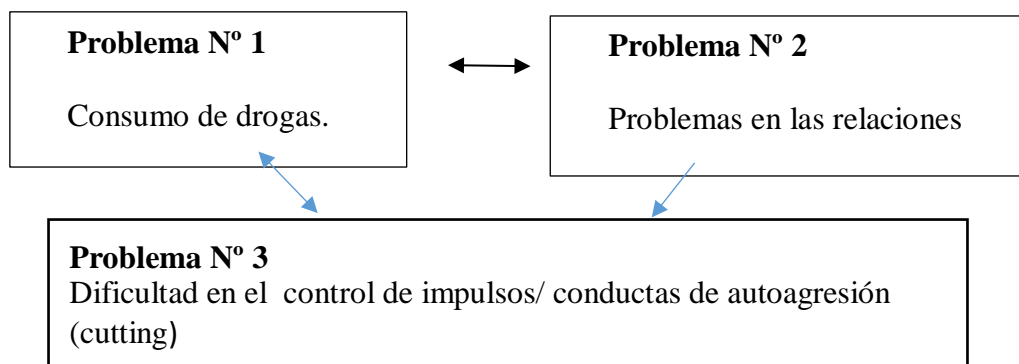 Problema Nº 1
Consumo de drogas.
Problema Nº 2
Problemas en las relaciones
Problema Nº 3
Dificultad en el control de impulsos/ conductas de autoagresión
(cutting)